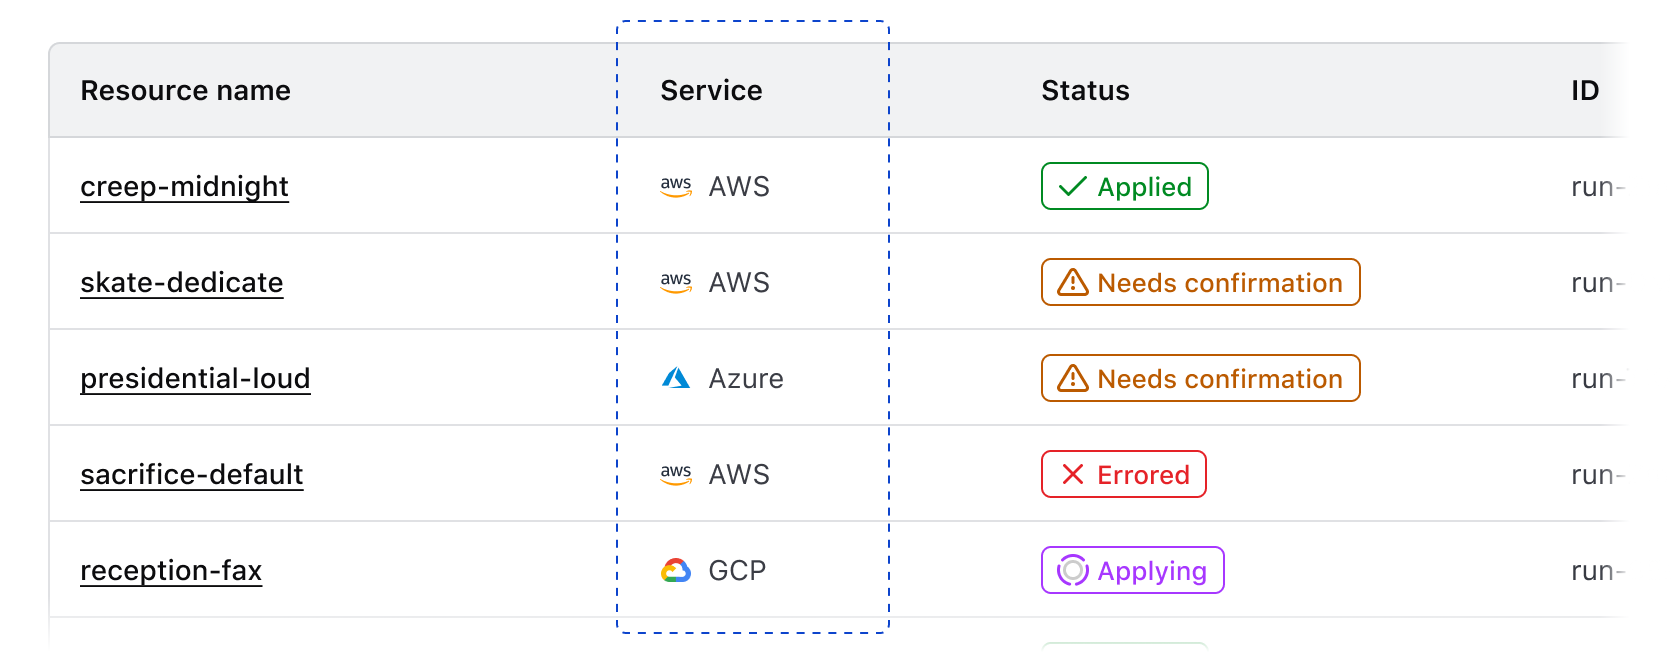 Resource name Service Status ID
creep-midnight aws AWS Applied run-
skate-dedicate aws AWS Needs confirmation run-
presidential-loud Azure Needs confirmation run-
sacrifice-default aws AWS Errored run-
reception-fax GCP Applying run-